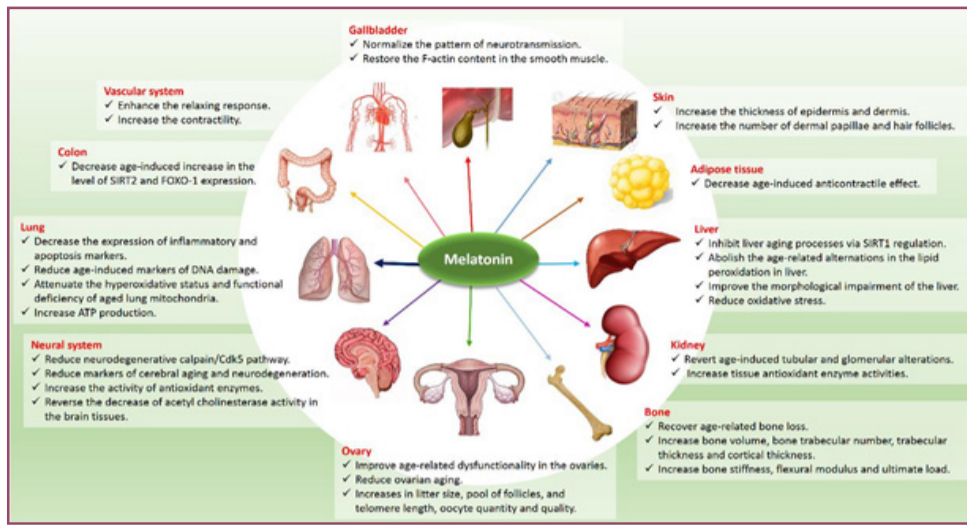 Gallbladder
✓ Normalize the pattern of neurotransmission.
✓ Restore the F-actin content in the smooth muscle.
Vascular system
✓ Enhance the relaxing response.
✓ Increase the contractility.
Skin
✓ Increase the thickness of epidermis and dermis.
✓ Increase the number of dermal papillae and hair follicles.
Colon
✓ Decrease age-induced increase in the
level of SIRT2 and FOXO-1 expression.
Adipose tissue
✓ Decrease age-induced anticontractile effect.
Lung
✓ Decrease the expression of inflammatory and
apoptosis markers.
✓ Reduce age-induced markers of DNA damage.
✓ Attenuate the hyperoxidative status and functional
deficiency of aged lung mitochondria.
✓ Increase ATP production.
Melatonin
Liver
✓ Inhibit liver aging processes via SIRT1 regulation.
✓ Abolish the age-related alternations in the lipid
peroxidation in liver.
✓ Improve the morphological impairment of the liver.
✓ Reduce oxidative stress.
Neural system
✓ Reduce neurodegenerative calpain/Cdk5 pathway.
✓ Reduce markers of cerebral aging and neurodegeneration.
✓ Increase the activity of antioxidant enzymes.
✓ Reverse the decrease of acetyl cholinesterase activity in
the brain tissues.
Kidney
✓ Revert age-induced tubular and glomerular alterations.
✓ Increase tissue antioxidant enzyme activities.
Bone
✓ Recover age-related bone loss.
✓ Increase bone volume, bone trabecular number, trabecular
thickness and cortical thickness.
✓ Increase bone stiffness, flexural modulus and ultimate load.
Ovary
✓ Improve age-related dysfunctionality in the ovaries.
✓ Reduce ovarian aging.
✓ Increases in litter size, pool of follicles, and
telomere length, oocyte quantity and quality.